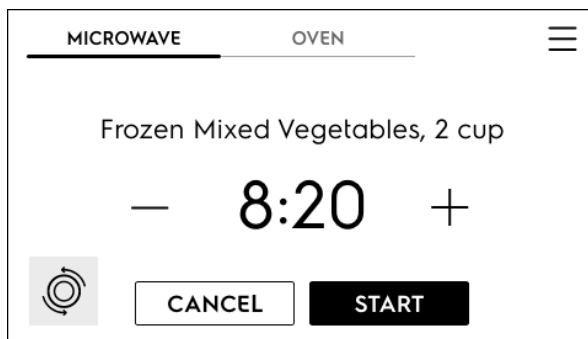 MICROWAVE OVEN
Frozen Mixed Vegetables, 2 cup
— 8:20 +
CANCEL START